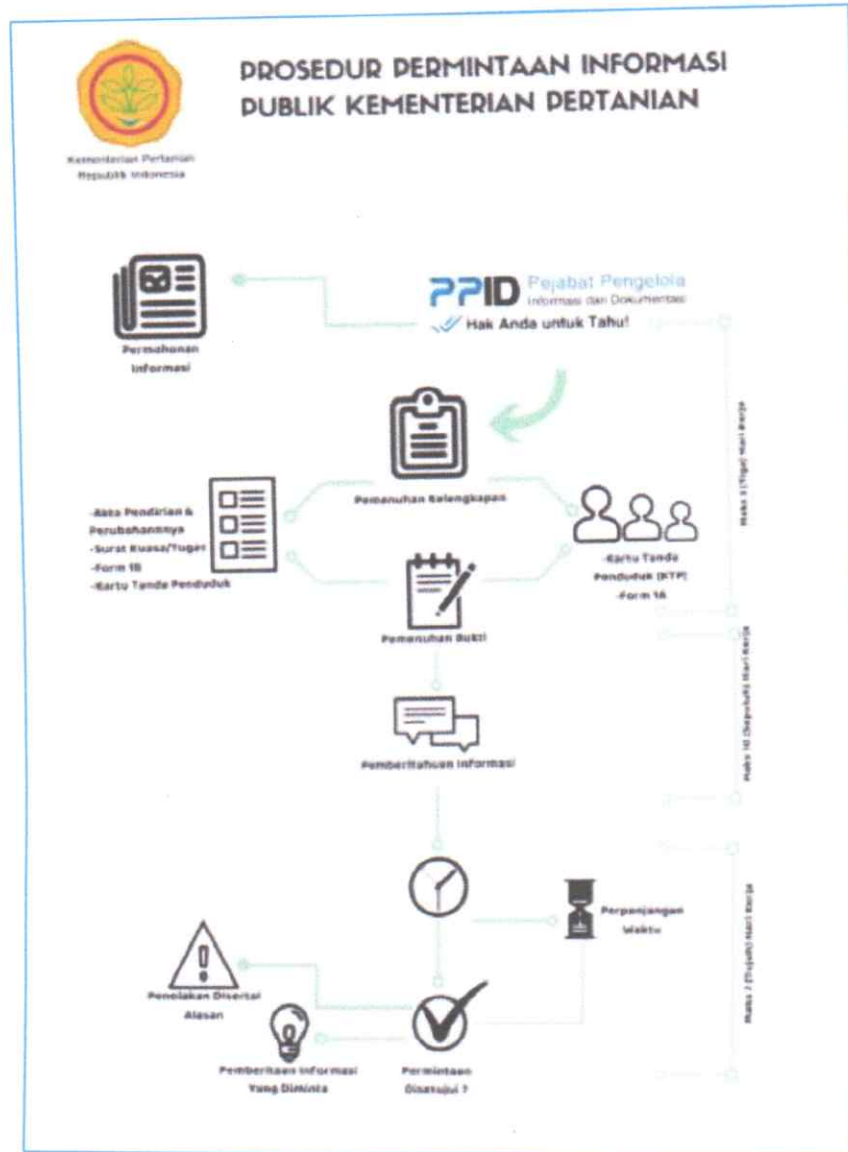 PROSEDUR PERMINTAAN INFORMASI
PUBLIK KEMENTERIAN PERTANIAN
Kementerian Pertanian
Republik Indonesia
PPID Pejabat Pengelola
Informasi dan Dokumentasi
Hak Anda untuk Tahu!
Permohonan
Informasi
Pemenuhan Kelengkapan
-Akta Pendirian &
Perubahannnya
-Surat Kuasa/Tugas
-Form 1B
-Kartu Tanda Penduduk
-Kartu Tanda
Penduduk (KTP)
-Form 1A
Pemenuhan Bukti
Maks 3 (Tiga) Hari Kerja
Pemberitahuan Informasi
Maks 10 (Sepuluh) Hari Kerja
Perpanjangan
Waktu
Penolakan Disertai
Alasan
Pemberitaan Informasi
Yang Diminta
Permintaan
Disetujui ?
Maks 7 (Tujuh) Hari Kerja